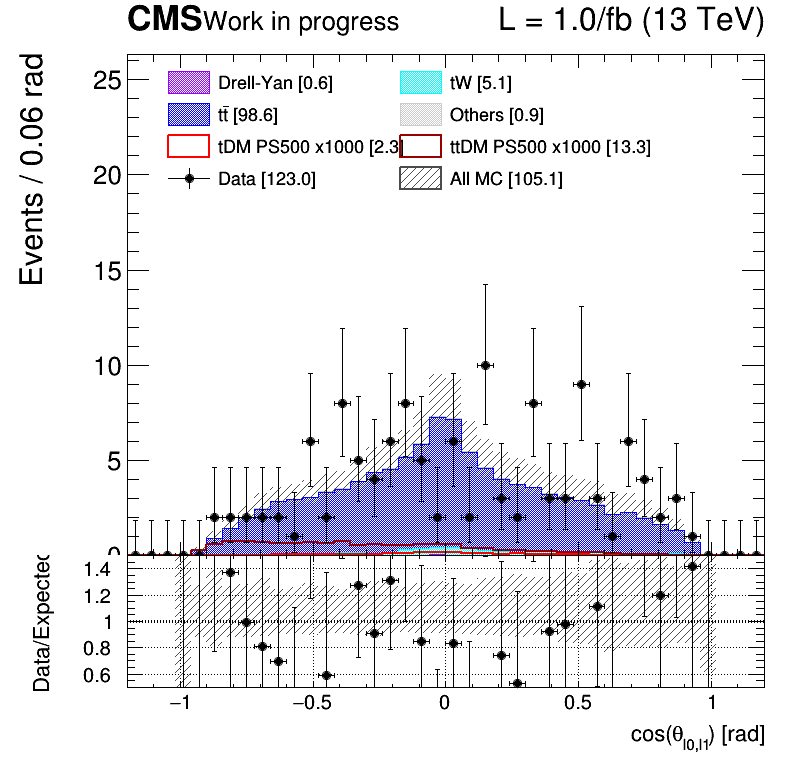 CMS Work in progress L = 1.0/fb (13 TeV)
Events / 0.06 rad
25
20
15
10
5
0
Drell-Yan [0.6]
tW [5.1]
tt̄ [98.6]
Others [0.9]
tDM PS500 x1000 [2.3]
ttDM PS500 x1000 [13.3]
Data [123.0]
All MC [105.1]
Data/Expected
1.4
1.2
1
0.8
0.6
−1 −0.5 0 0.5 1
cos(θl0,l1) [rad]